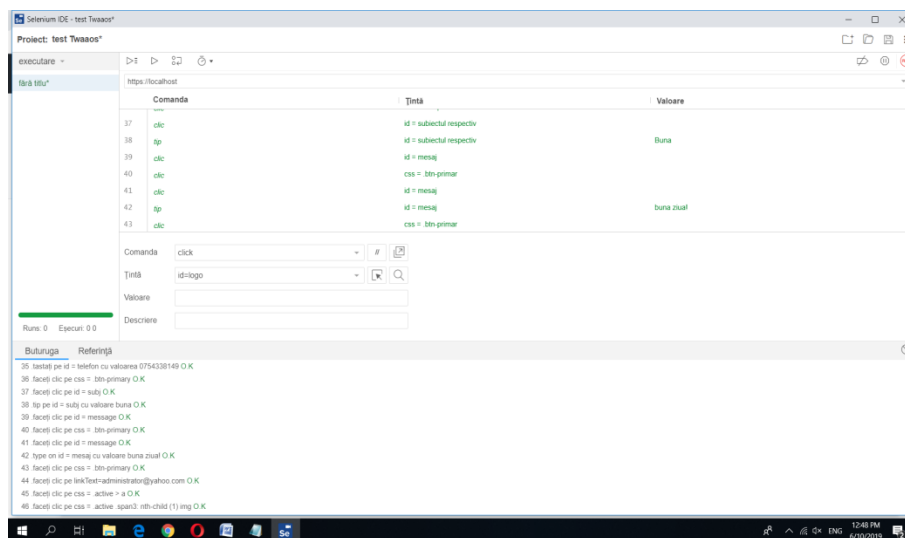 Selenium IDE - test Twaaos*
Proiect: test Twaaos*
executare
fără titlu*
https://localhost
Comanda Țintă Valoare
37 clic id = subiectul respectiv
38 tip id = subiectul respectiv Buna
39 clic id = mesaj
40 clic css = .btn-primar
41 clic id = mesaj
42 tip id = mesaj buna ziua!
43 clic css = .btn-primar
Comanda click //
Țintă id=logo
Valoare
Descriere
Runs: 0 Eșecuri: 0 0
Buturuga Referință
35 .tastați pe id = telefon cu valoarea 0754338149 O.K
36 .faceți clic pe css = .btn-primary O.K
37 .faceți clic pe id = subj O.K
38 .tip pe id = subj cu valoare buna O.K
39 .faceți clic pe id = message O.K
40 .faceți clic pe css = .btn-primary O.K
41 .faceți clic pe id = message O.K
42 .type on id = mesaj cu valoare buna ziua! O.K
43 .faceți clic pe css = .btn-primary O.K
44 .faceți clic pe linkText=administrator@yahoo.com O.K
45 .faceți clic pe css = .active > a O.K
46 .faceți clic pe css = .active .span3: nth-child (1) img O.K
Se
ENG
12:48 PM
6/10/2019